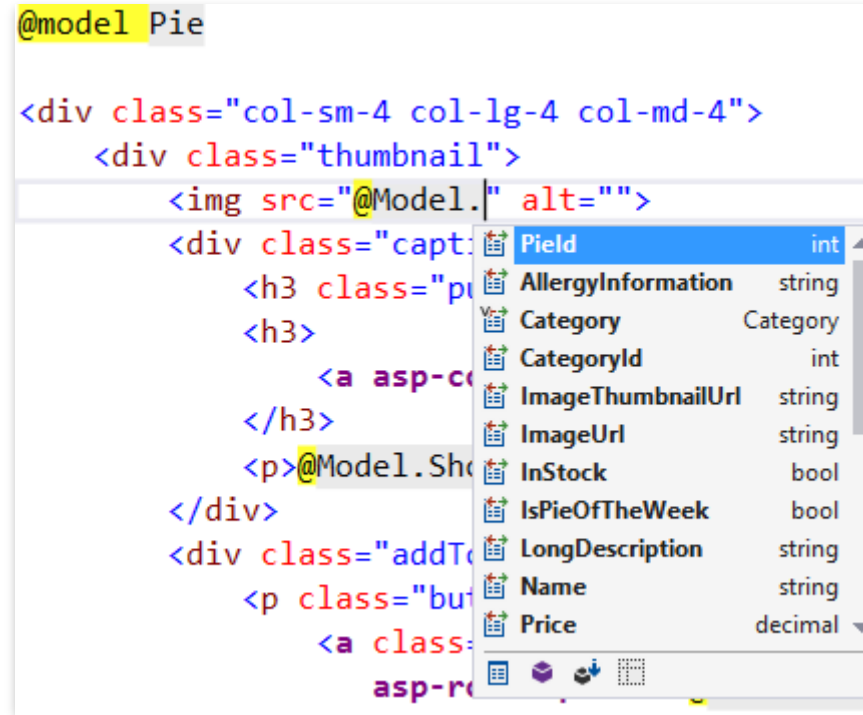 @model Pie
<div class="col-sm-4 col-lg-4 col-md-4">
<div class="thumbnail">
<img src="@Model." alt="">
<div class="capti
PieId int
AllergyInformation string
<h3 class="pu
Category Category
<h3>
CategoryId int
<a asp-co
ImageThumbnailUrl string
</h3>
ImageUrl string
<p>@Model.Sho
InStock bool
</div>
IsPieOfTheWeek bool
<div class="addTo
LongDescription string
<p class="but
Name string
<a class=
Price decimal
asp-ro